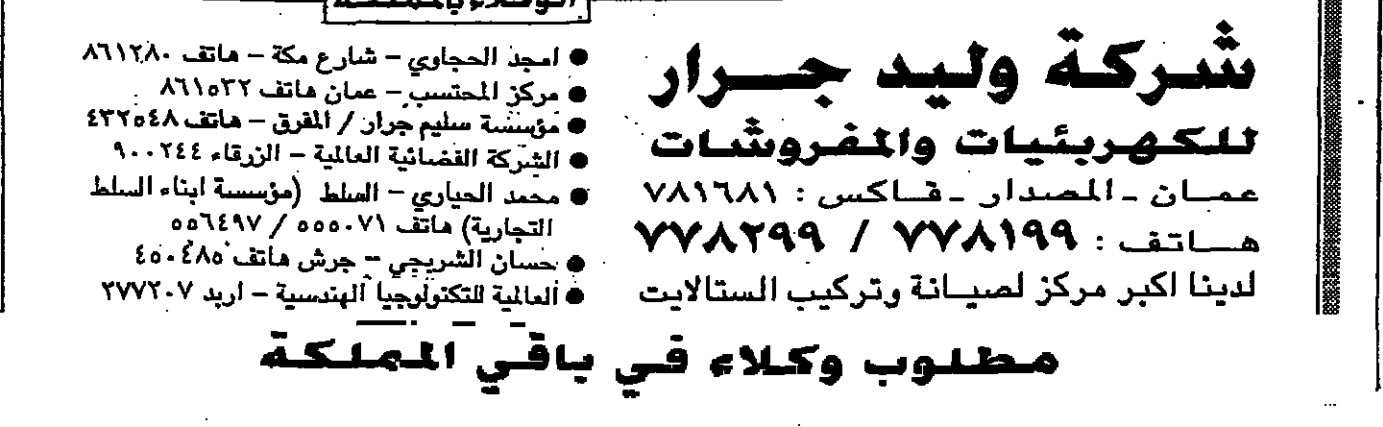 شركة وليد جرار
للكهربئيات والمفروشات
عمان - المصدار - فاكس : ٧٨١٦٨١
هاتف : ٧٧٨١٩٩ / ٧٧٨٢٩٩
لدينا اكبر مركز لصيانة وتركيب الستالايت
الوكلاء بالمملكة
● امجد الحجاوي – شارع مكة – هاتف ٨٦١٢٨٠
● مركز المحتسب – عمان هاتف ٨٦١٥٣٢
● مؤسسة سليم جرار / المفرق – هاتف ٤٣٢٥٤٨
● الشركة الفضائية العالمية – الزرقاء ٩٠٠٢٤٤
● محمد الحياري – السلط (مؤسسة ابناء السلط
التجارية) هاتف ٥٥٥٠٧١ / ٥٥٦٤٩٧
● حسان الشريجي – جرش هاتف ٤٥٠٤٨٥
● العالمية للتكنولوجيا الهندسية – اربد ٢٧٧٢٠٧
مطلوب وكلاء في باقي المملكة